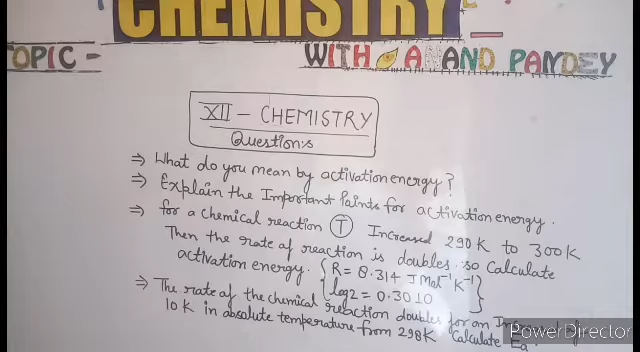 CHEMISTRY
TOPIC -
WITH ANAND PANDEY
XII - CHEMISTRY
Questions
⇒ What do you mean by activation energy?
⇒ Explain the Important Points for activation energy.
⇒ for a chemical reaction (T) Increased 290K to 300K
Then the rate of reaction is doubles. so Calculate
activation energy. { R = 8.314 J Mol⁻¹ K⁻¹
log2 = 0.3010 }
⇒ The rate of the chemical reaction doubles for an
10 K in absolute temperature from 298K Calculate Ea
PowerDirector